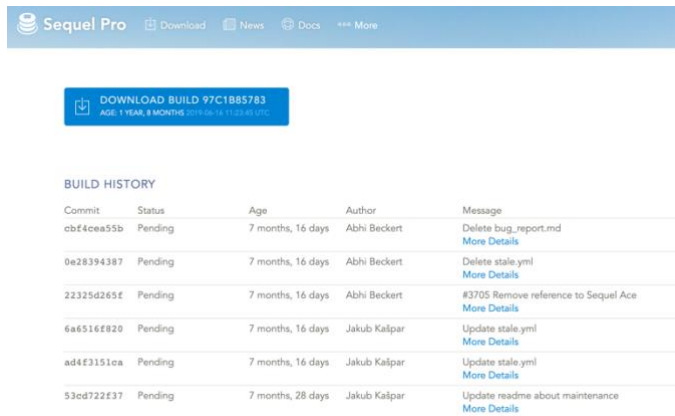 Sequel Pro Download News Docs ••• More
DOWNLOAD BUILD 97C1B85783
AGE: 1 YEAR, 8 MONTHS 2019-06-16 11:23:45 UTC
BUILD HISTORY
Commit Status Age Author Message
cbf4cea55b Pending 7 months, 16 days Abhi Beckert Delete bug_report.md
More Details
0e28394387 Pending 7 months, 16 days Abhi Beckert Delete stale.yml
More Details
22325d265f Pending 7 months, 16 days Abhi Beckert #3705 Remove reference to Sequel Ace
More Details
6a6516f820 Pending 7 months, 16 days Jakub Kašpar Update stale.yml
More Details
ad4f3151ca Pending 7 months, 16 days Jakub Kašpar Update stale.yml
More Details
53cd722f37 Pending 7 months, 28 days Jakub Kašpar Update readme about maintenance
More Details